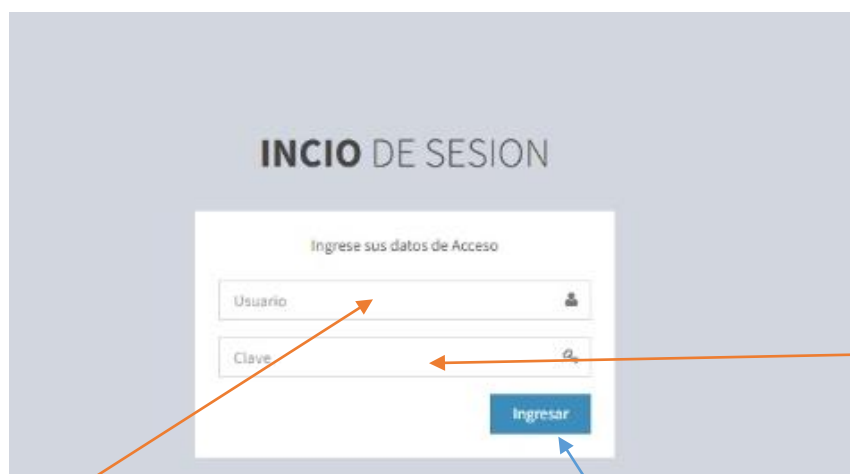 INCIO DE SESION
Ingrese sus datos de Acceso
Usuario
Clave
Ingresar